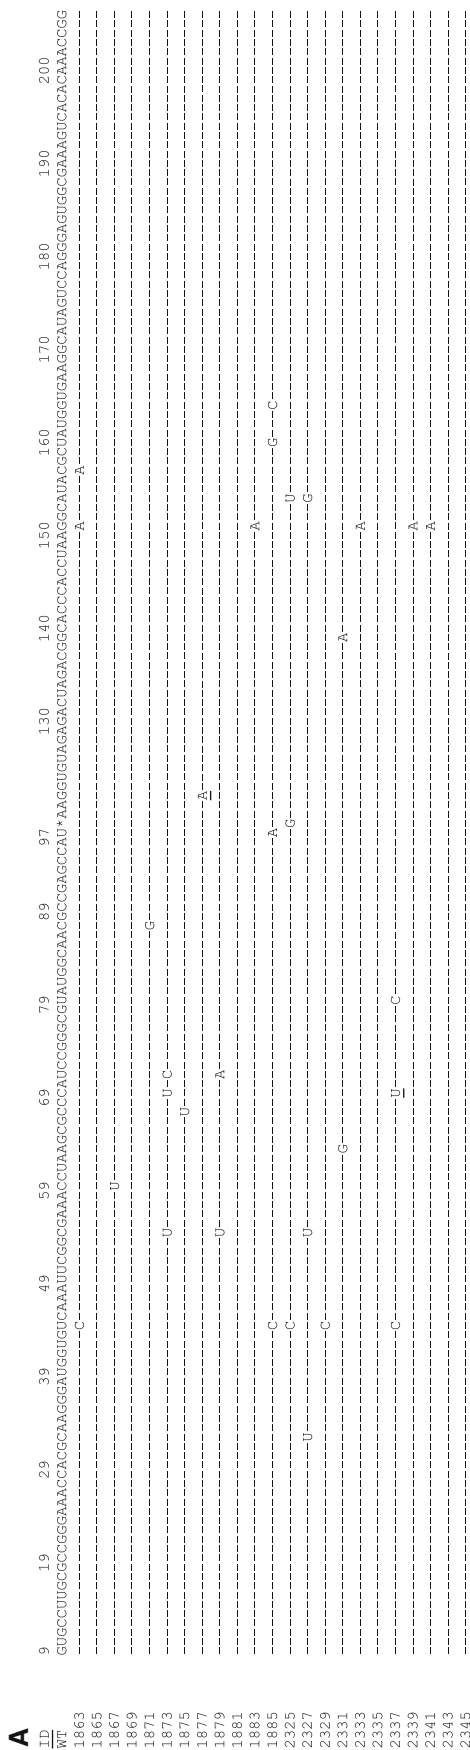 A
ID 9 19 29 39 49 59 69 79 89 97 130 140 150 160 170 180 190 200
WT GUGCCUUGCGCCGGGAAACCACGCAAGGGAUGGUGUCAAAUUCGGCGAAACCUAAGCGCCCAUCCGGGCGUAUGGCAACGCCGAGCCAU*AAGGUGUAGAGACUAGACGGCACCCACCUAAGGCAUACGCUAUGGUGAAGGCAUAGUCCAGGGAGUGGCGAAAGUCACACAAACCGG
1863 C A A
1865
1867 U
1869
1871 G
1873 U U-C
1875 U
1877 A
1879 U A
1881
1883 A
1885 C A G C
2325 C G U
2327 U U G
2329 C
2331 G A
2333 A
2335
2337 C U C
2339 A
2341 A
2343
2345